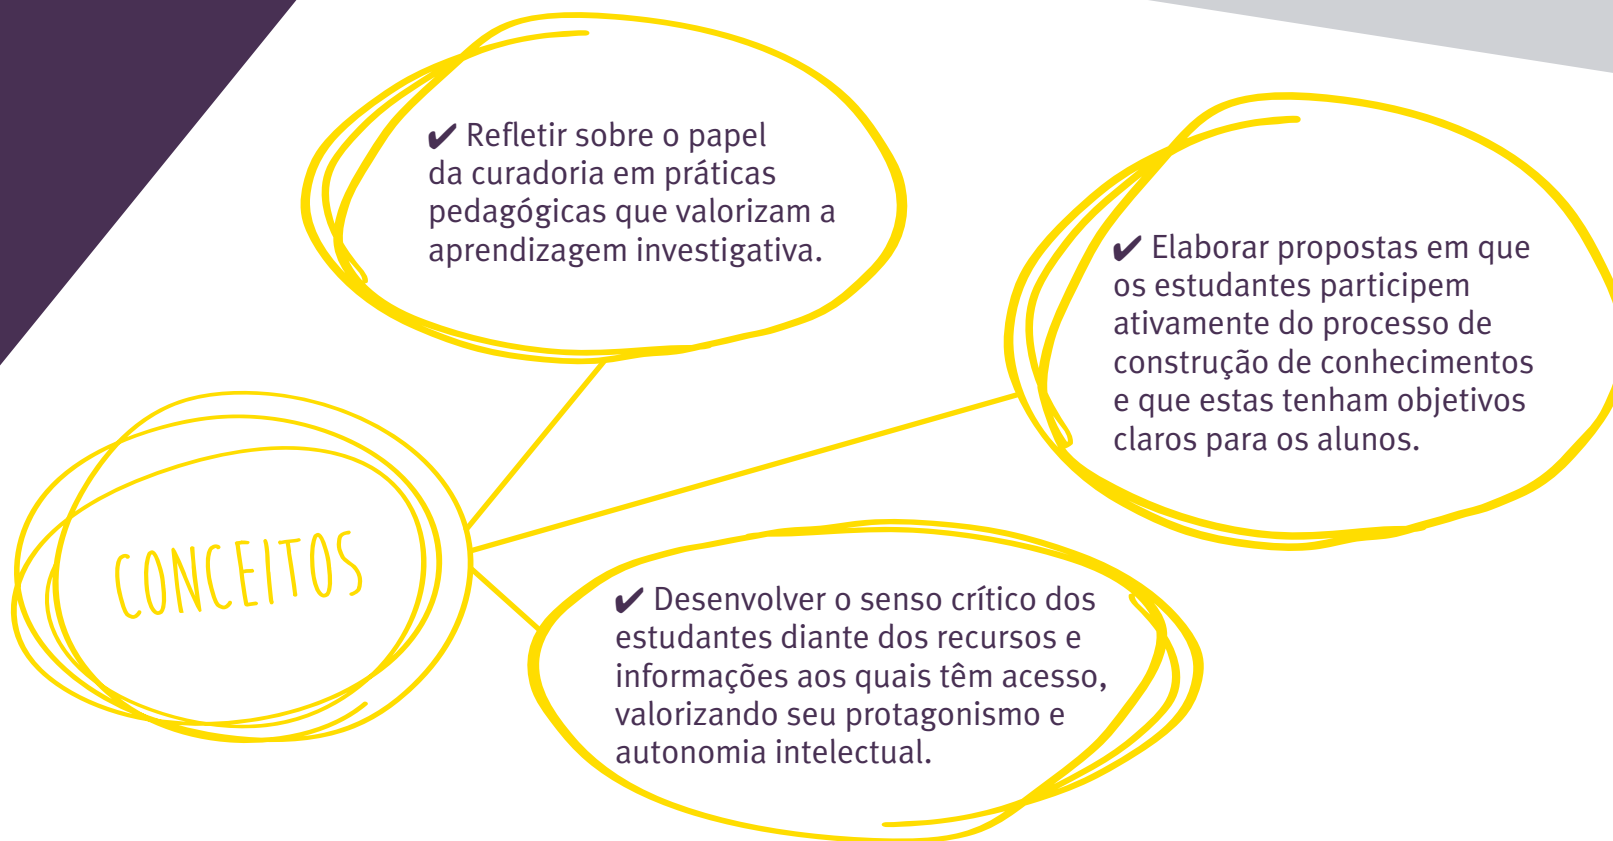 ✔ Refletir sobre o papel
da curadoria em práticas
pedagógicas que valorizam a
aprendizagem investigativa.
✔ Elaborar propostas em que
os estudantes participem
ativamente do processo de
construção de conhecimentos
e que estas tenham objetivos
claros para os alunos.
CONCEITOS
✔ Desenvolver o senso crítico dos
estudantes diante dos recursos e
informações aos quais têm acesso,
valorizando seu protagonismo e
autonomia intelectual.